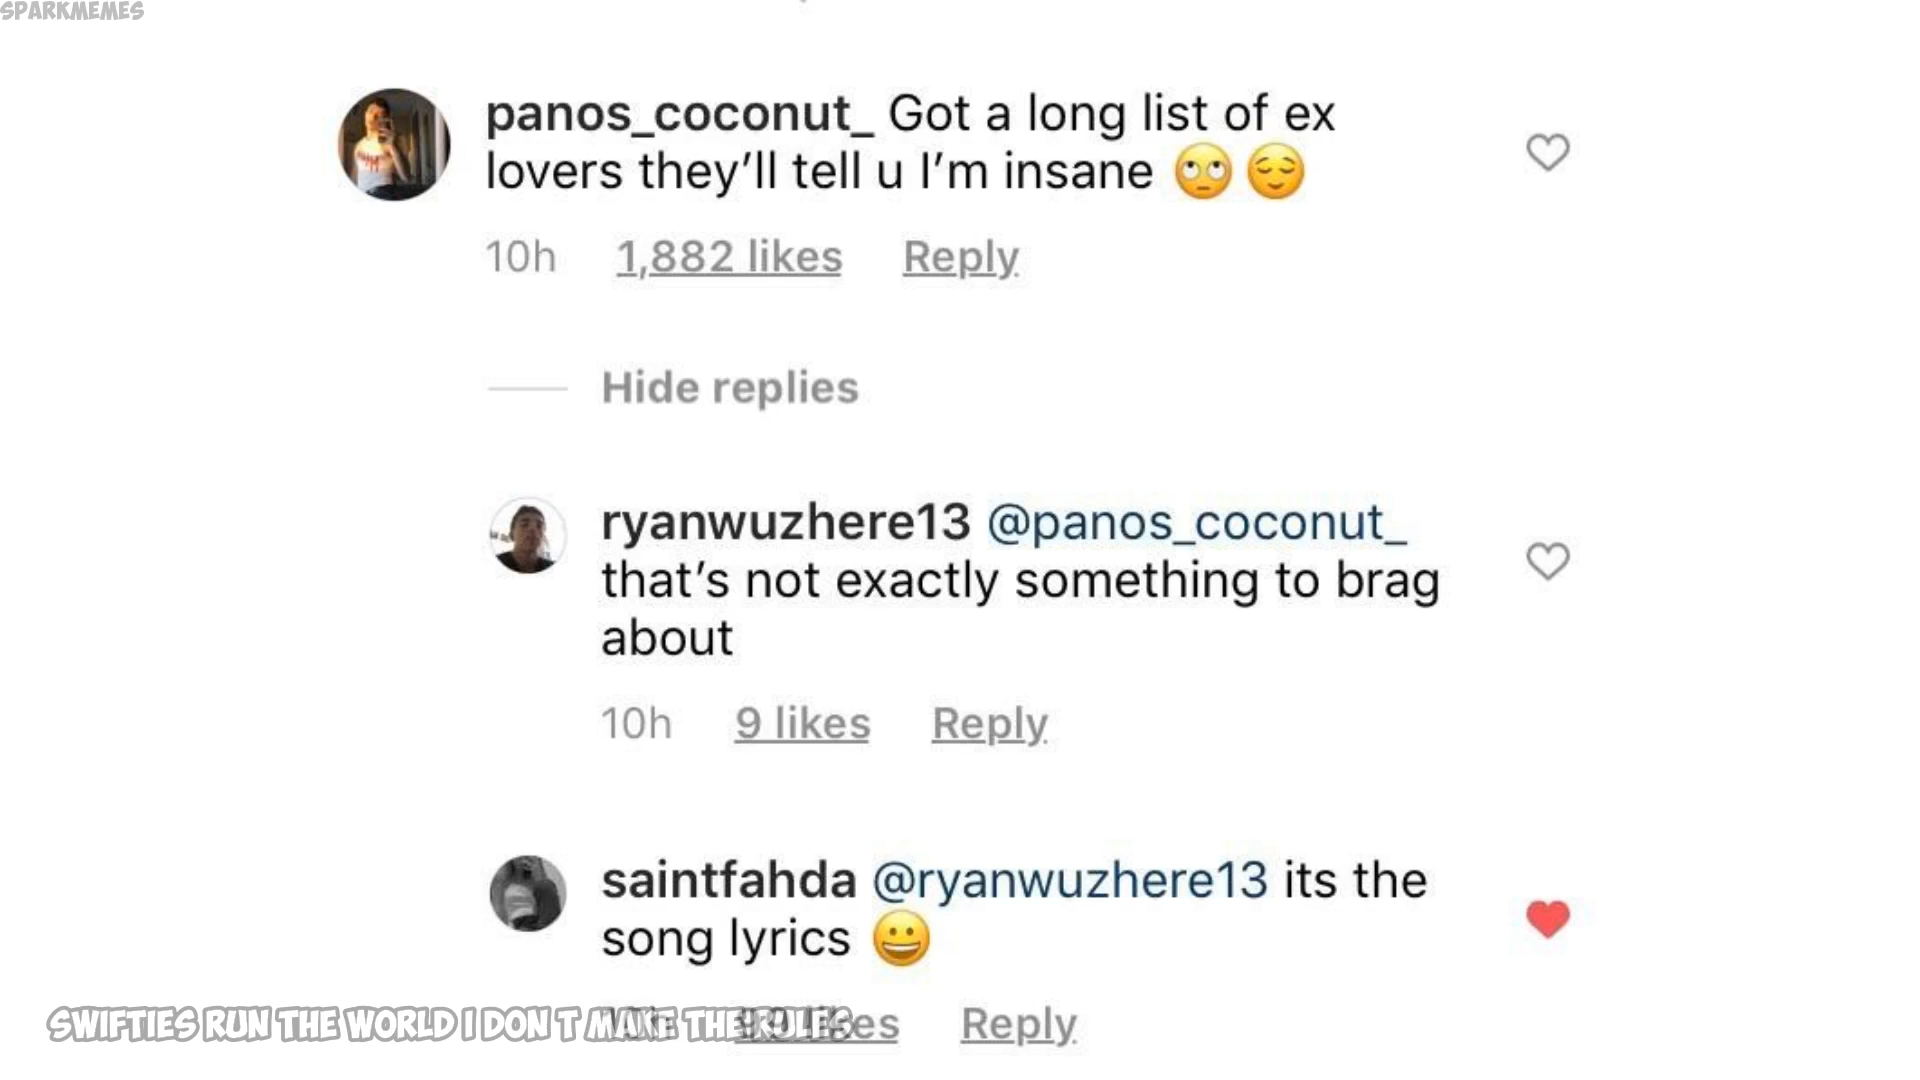 SPARKMEMES
panos_coconut_ Got a long list of ex
lovers they’ll tell u I’m insane 🙄😌
10h 1,882 likes Reply
Hide replies
ryanwuzhere13 @panos_coconut_
that’s not exactly something to brag
about
10h 9 likes Reply
saintfahda @ryanwuzhere13 its the
song lyrics 😀
likes Reply
SWIFTIES RUN THE WORLD I DON T MAKE THE RULES